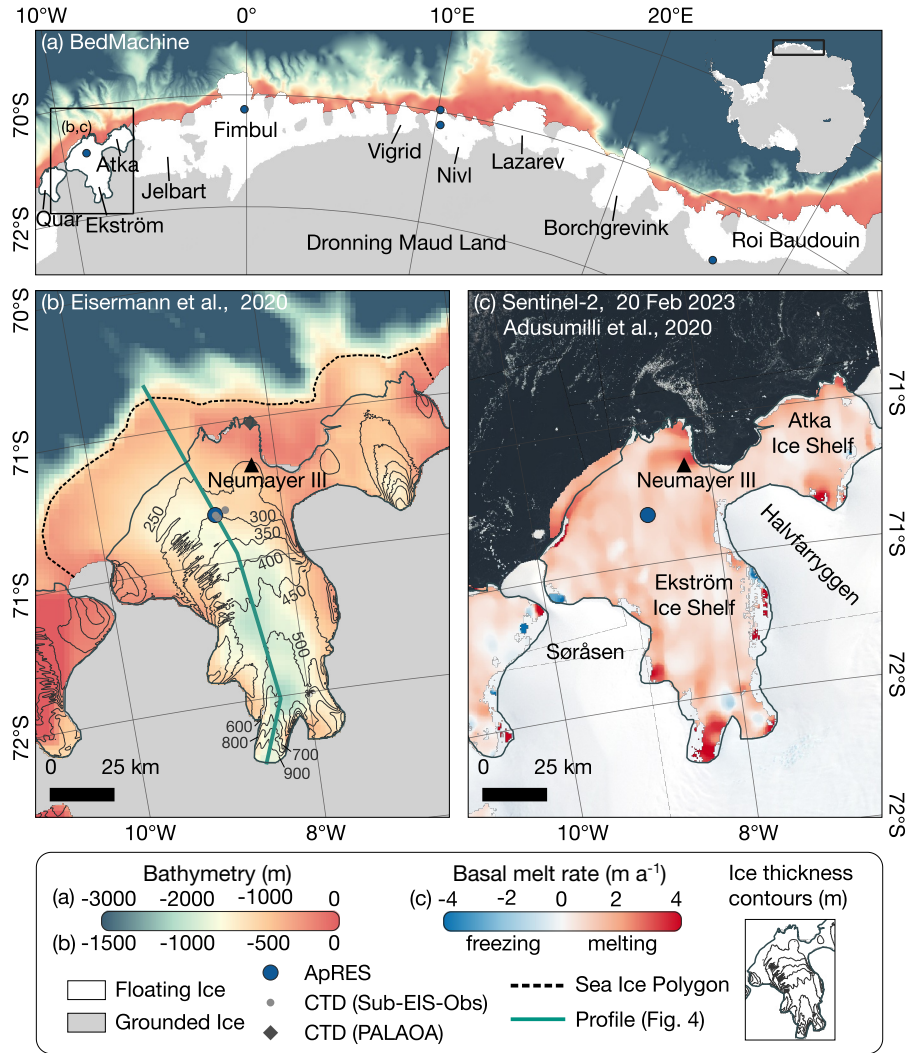 10°W 0° 10°E 20°E
(a) BedMachine
70°S
72°S
(b,c)
Atka
Quar
Ekström
Jelbart
Fimbul
Vigrid
Nivl
Lazarev
Borchgrevink
Roi Baudouin
Dronning Maud Land
(b) Eisermann et al., 2020
70°S
71°S
71°S
72°S
Neumayer III
250
300
350
400
450
500
600
800
700
900
0 25 km
10°W 8°W
(c) Sentinel-2, 20 Feb 2023
Adusumilli et al., 2020
71°S
71°S
72°S
72°S
Atka
Ice Shelf
Neumayer III
Halvfarryggen
Ekström
Ice Shelf
Søråsen
0 25 km
10°W 8°W
Bathymetry (m)
(a) -3000 -2000 -1000 0
(b) -1500 -1000 -500 0
Basal melt rate (m a⁻¹)
(c) -4 -2 0 2 4
freezing melting
Ice thickness
contours (m)
Floating Ice
Grounded Ice
ApRES
CTD (Sub-EIS-Obs)
CTD (PALAOA)
Sea Ice Polygon
Profile (Fig. 4)